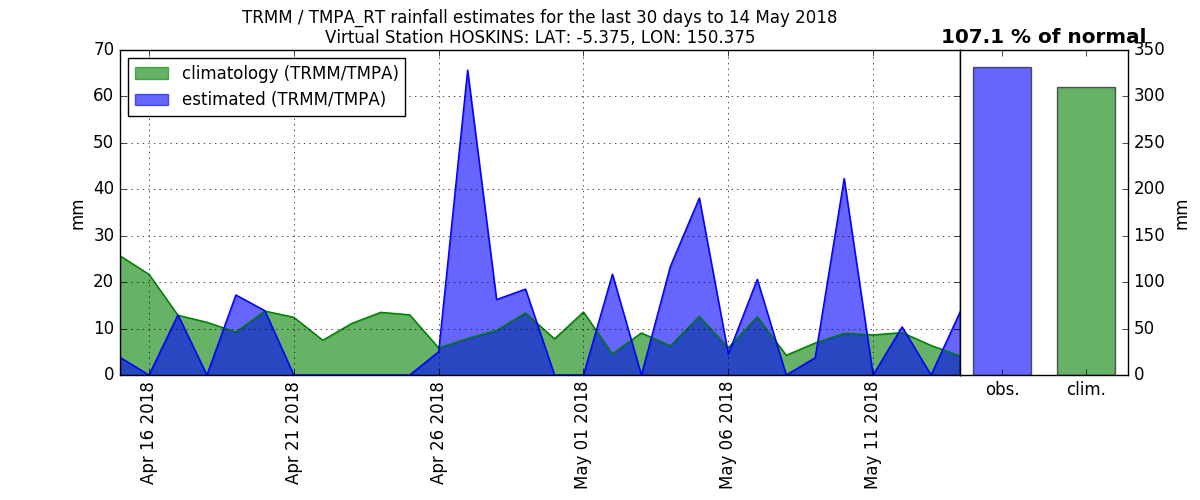 TRMM / TMPA_RT rainfall estimates for the last 30 days to 14 May 2018
Virtual Station HOSKINS: LAT: -5.375, LON: 150.375
107.1 % of normal
climatology (TRMM/TMPA)
estimated (TRMM/TMPA)
70
60
50
40
30
20
10
0
mm
350
300
250
200
150
100
50
0
mm
Apr 16 2018
Apr 21 2018
Apr 26 2018
May 01 2018
May 06 2018
May 11 2018
obs.
clim.